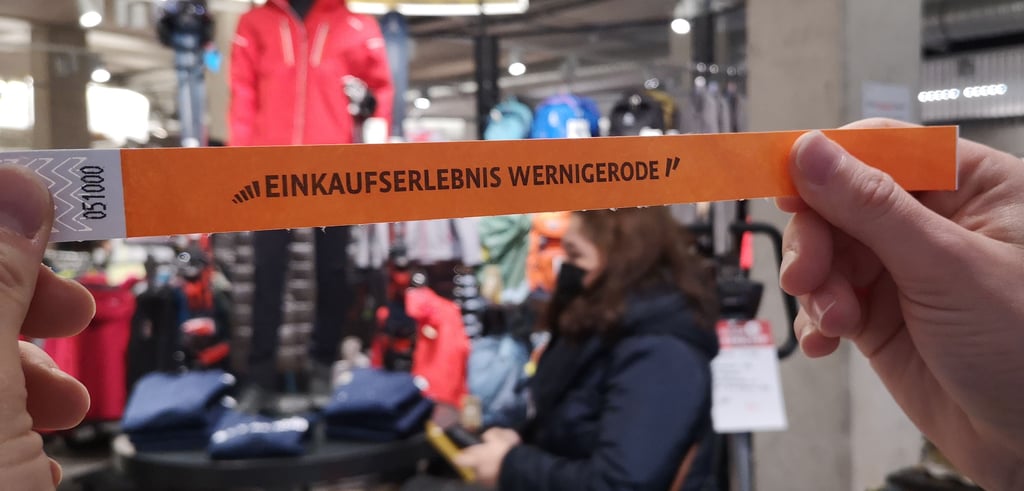 051000
EINKAUFSERLEBNIS WERNIGERODE